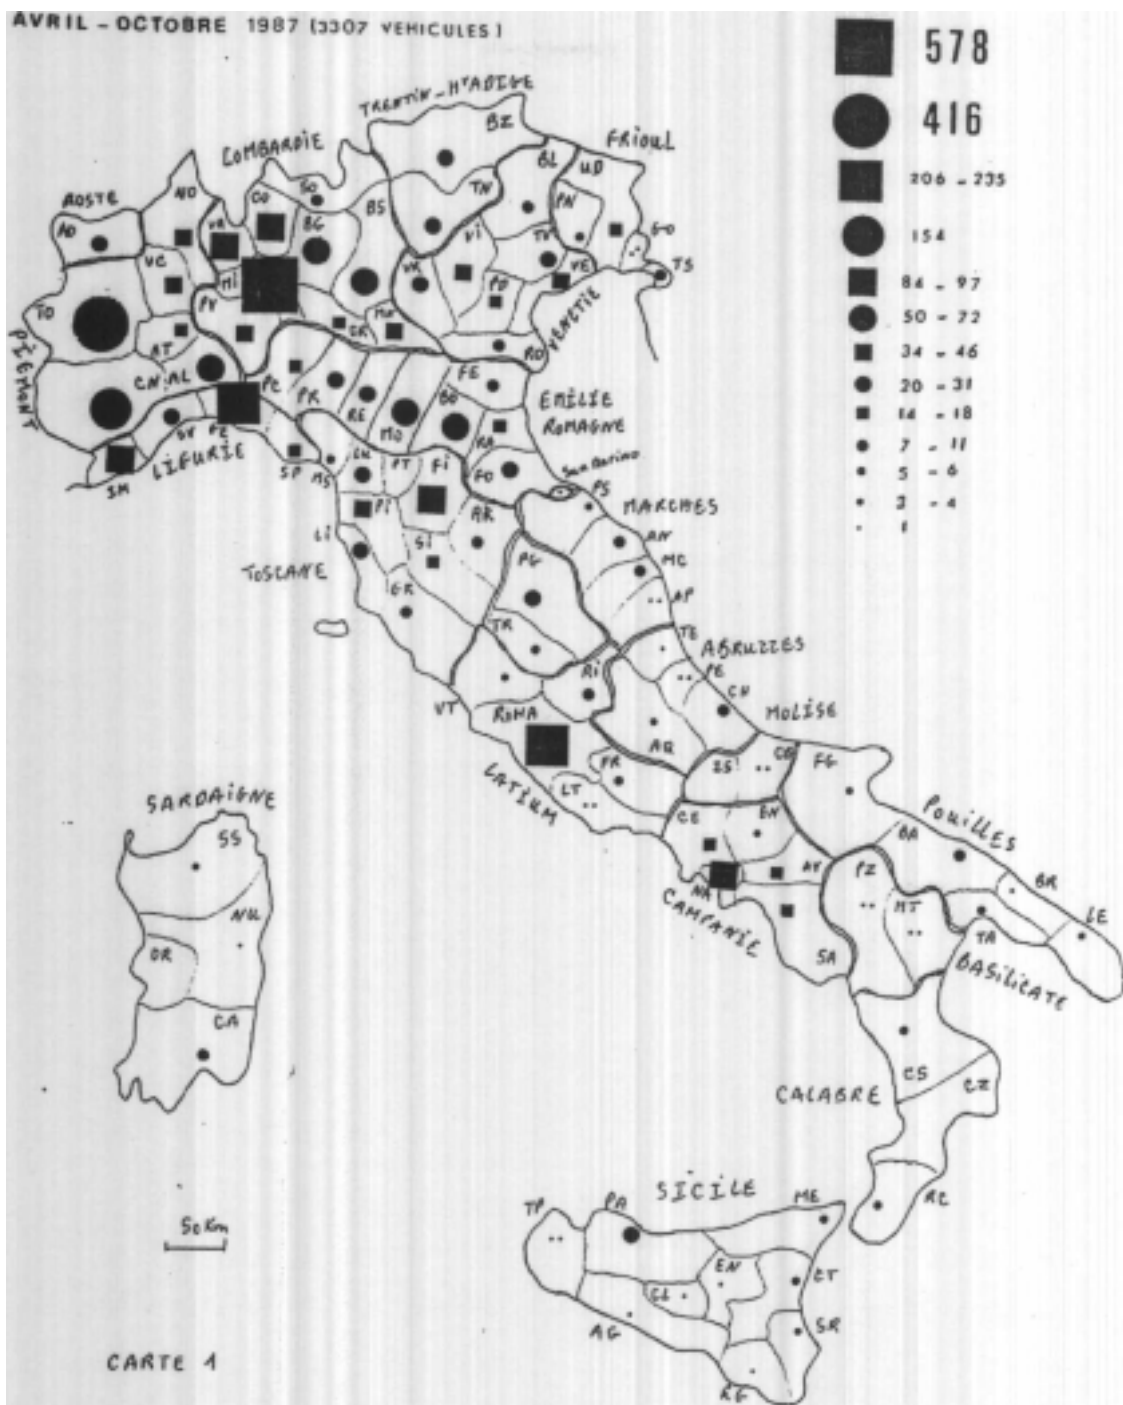 AVRIL - OCTOBRE 1987 (3307 VEHICULES)
578
416
206 - 235
154
84 - 97
50 - 72
34 - 46
20 - 31
14 - 18
7 - 11
5 - 6
3 - 4
1
TRENTIN-HT ADIGE
BZ
LOMBARDIE
FRIOUL
AOSTE
NO
CO
SO
BS
TN
BL
UD
AO
VA
BG
Vi
PN
GO
VC
Mi
VR
TV
VE
TS
TO
PV
CR
MN
PD
VENETIE
AT
RO
PIEMONT
CN
AL
PC
PR
RE
MO
BO
FE
EMILIE
ROMAGNE
SV
GE
RA
LIGURIE
IM
SP
MS
LU
PT
Fi
FO
San Marino
PS
MARCHES
Pi
AR
Li
Si
AN
MC
TOSCANE
PG
GR
AP
TR
TE
ABRUZZES
Ri
PE
VT
CH
ROMA
MOLISE
AQ
IS
CB
FG
FR
LATIUM
LT
SARDAIGNE
CE
BN
BA
POUILLES
SS
AV
PZ
BR
NA
MT
LE
CAMPANIE
NU
OR
SA
TA
BASILICATE
CA
CS
CZ
CALABRE
SICILE
ME
RC
TP
PA
50 Km
EN
CT
CL
AG
SR
CARTE 1
RG